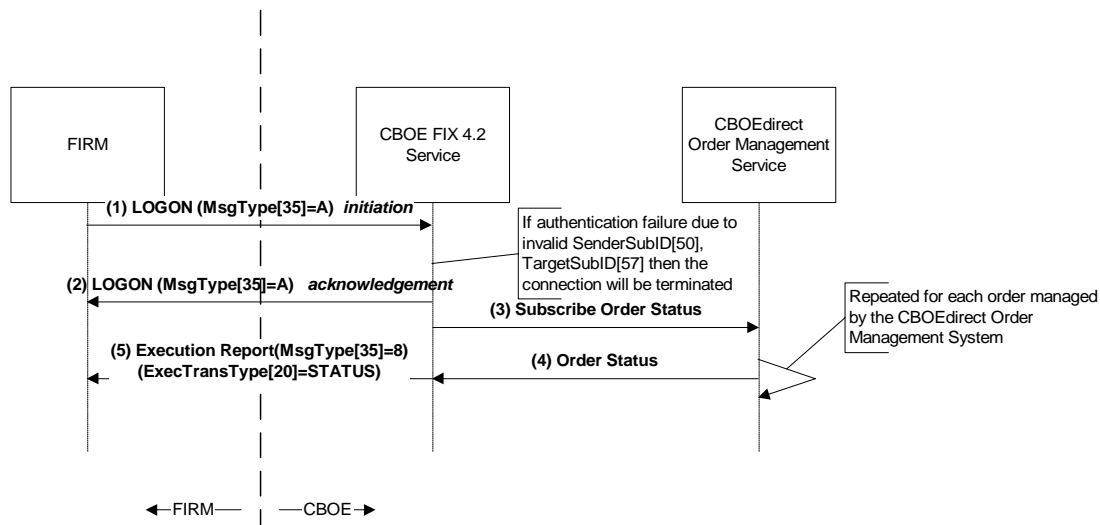 FIRM
CBOE FIX 4.2
Service
CBOEdirect
Order Management
Service
(1) LOGON (MsgType[35]=A) initiation
If authentication failure due to
invalid SenderSubID[50],
TargetSubID[57] then the
connection will be terminated
(2) LOGON (MsgType[35]=A) acknowledgement
(3) Subscribe Order Status
Repeated for each order managed
by the CBOEdirect Order
Management System
(5) Execution Report(MsgType[35]=8)
(ExecTransType[20]=STATUS)
(4) Order Status
FIRM
CBOE